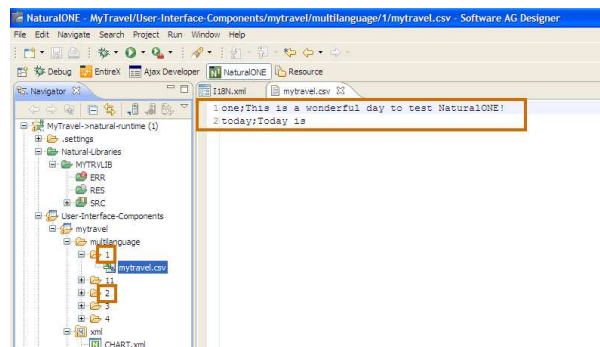 NaturalONE - MyTravel/User-Interface-Components/mytravel/multilanguage/1/mytravel.csv - Software AG Designer
File Edit Navigate Search Project Run Window Help
Debug EntireX Ajax Developer NaturalONE Resource
Navigator I18N.xml mytravel.csv
1 one;This is a wonderful day to test NaturalONE!
2 today;Today is
MyTravel->natural-runtime (1)
.settings
Natural-Libraries
MYTRVLIB
ERR
RES
SRC
User-Interface-Components
mytravel
multilanguage
1
mytravel.csv
11
2
3
4
xml
CHART.xml